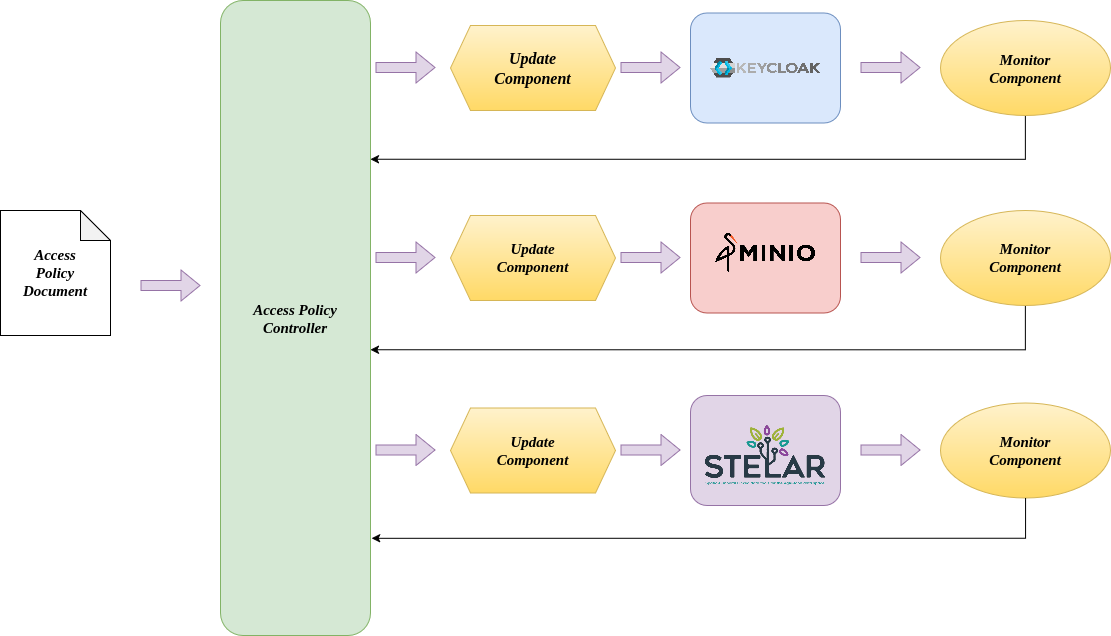 Update
Component
KEYCLOAK
Monitor
Component
Access
Policy
Document
Access Policy
Controller
Update
Component
MINIO
Monitor
Component
Update
Component
STELAR
Monitor
Component